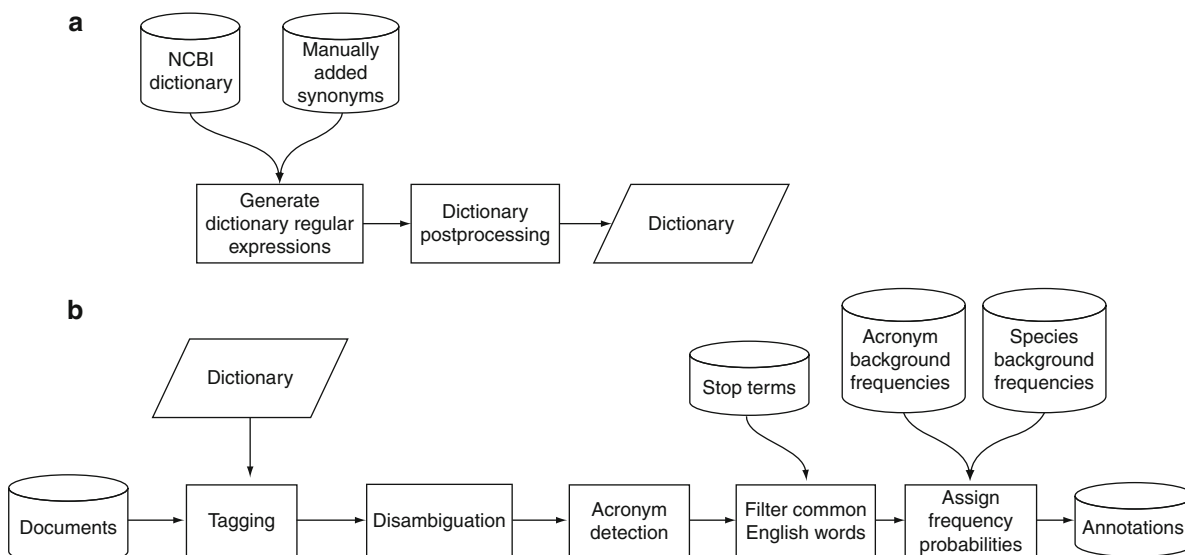 a
NCBI
dictionary
Manually
added
synonyms
Generate
dictionary regular
expressions
Dictionary
postprocessing
Dictionary
b
Dictionary
Stop terms
Acronym
background
frequencies
Species
background
frequencies
Documents
Tagging
Disambiguation
Acronym
detection
Filter common
English words
Assign
frequency
probabilities
Annotations